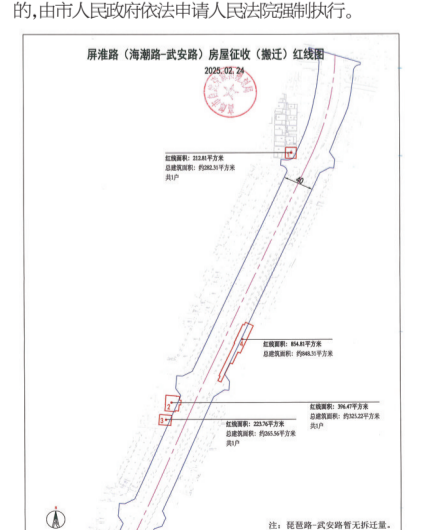 的,由市人民政府依法申请人民法院强制执行。
屏淮路（海潮路-武安路）房屋征收（搬迁）红线图
2025.02.24
红线面积：212.81平方米
总建筑面积：约282.31平方米
共1户
1
40
4
红线面积：854.81平方米
总建筑面积：约848.31平方米
2
红线面积：396.47平方米
总建筑面积：约325.22平方米
共1户
3
红线面积：223.76平方米
总建筑面积：约265.56平方米
共1户
注：琵琶路-武安路暂无拆迁量。